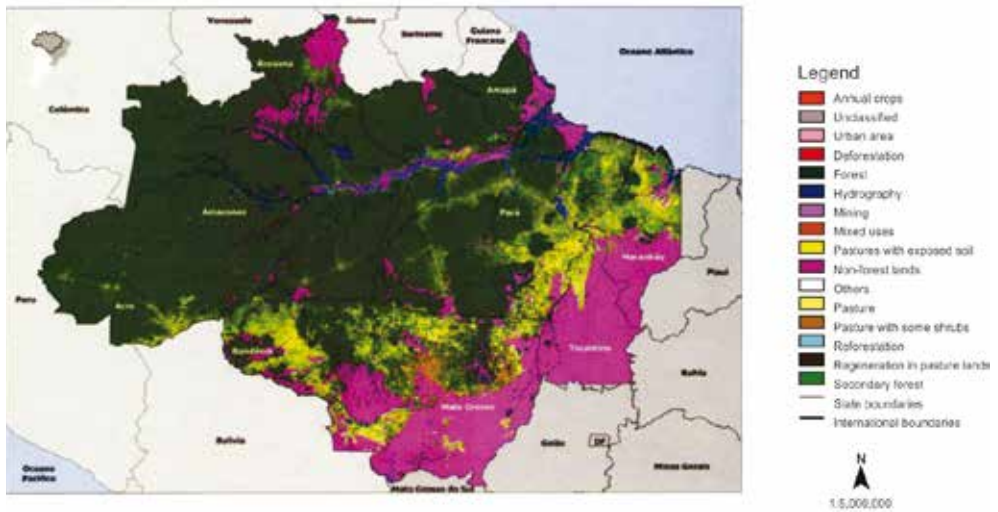 Venezuela
Guiana
Suriname
Guiana
Francesa
Oceano Atlântico
Colômbia
Roraima
Amapá
Amazonas
Pará
Maranhão
Piauí
Peru
Acre
Rondônia
Tocantins
Mato Grosso
Bahia
Bolívia
Goiás
DF
Minas Gerais
Oceano
Pacífico
Mato Grosso do Sul
Legend
Annual crops
Unclassified
Urban area
Deforestation
Forest
Hydrography
Mining
Mixed uses
Pastures with exposed soil
Non-forest lands
Others
Pasture
Pasture with some shrubs
Reforestation
Regeneration in pasture lands
Secondary forest
State boundaries
International boundaries
N
1:5,000,000